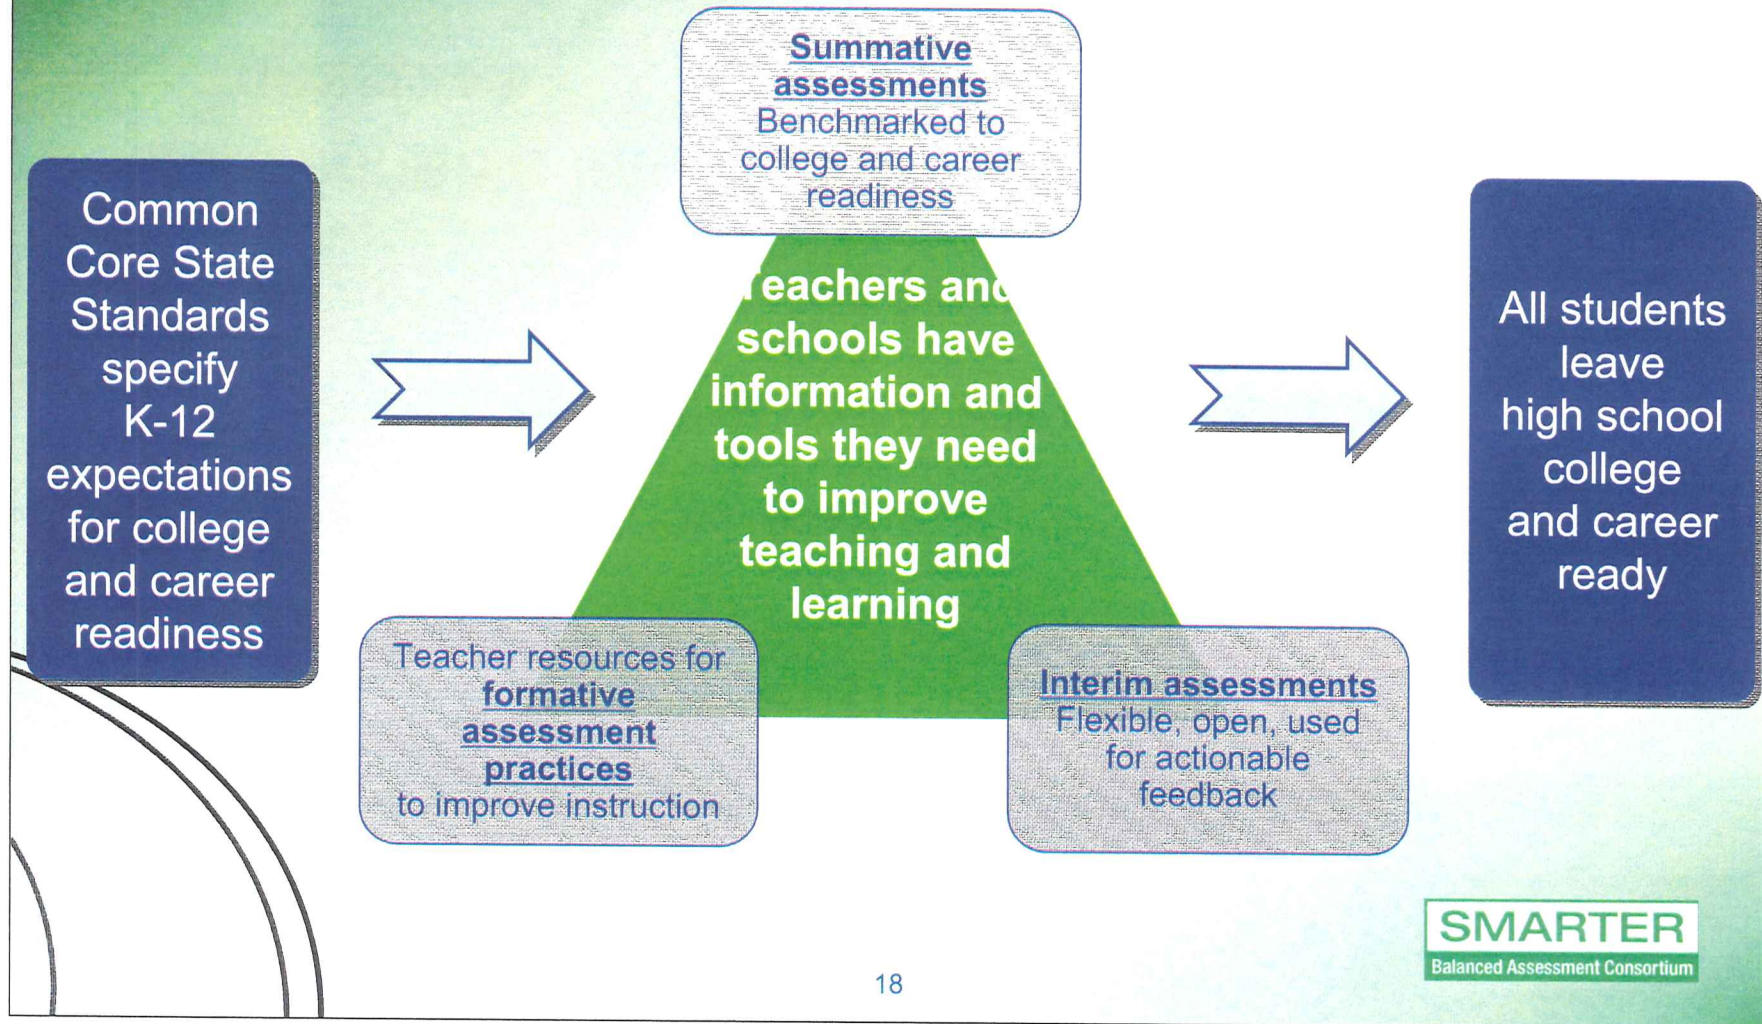 Common
Core State
Standards
specify
K-12
expectations
for college
and career
readiness
Summative
assessments
Benchmarked to
college and career
readiness
Teachers and
schools have
information and
tools they need
to improve
teaching and
learning
Teacher resources for
formative
assessment
practices
to improve instruction
Interim assessments
Flexible, open, used
for actionable
feedback
All students
leave
high school
college
and career
ready
SMARTER
Balanced Assessment Consortium
18